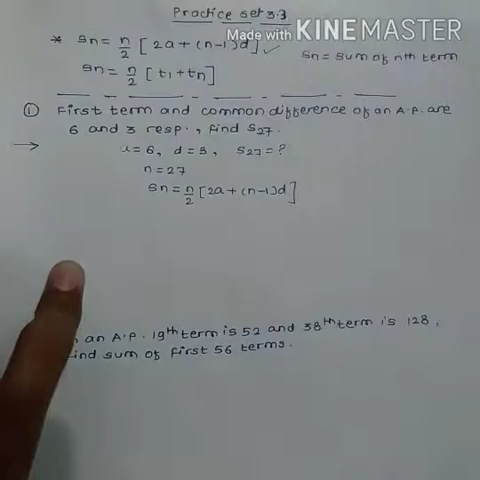 Practice set 3.3
Made with KINEMASTER
* Sn = n/2 [ 2a + (n-1)d ] ✓
Sn = sum of nth term
Sn = n/2 [t₁ + tn]
① First term and common difference of an A.P. are
6 and 3 resp., find S₂₇.
→ a = 6, d = 3, S₂₇ = ?
n = 27
Sn = n/2 [2a + (n-1)d]
an A.P. 19th term is 52 and 38th term is 128,
ind sum of first 56 terms.